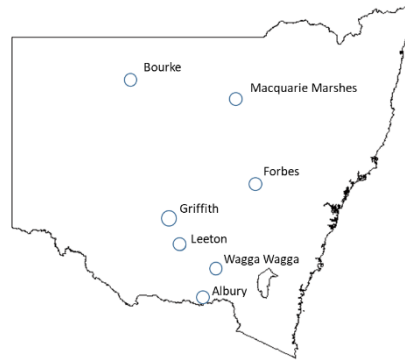 Bourke
Macquarie Marshes
Forbes
Griffith
Leeton
Wagga Wagga
Albury